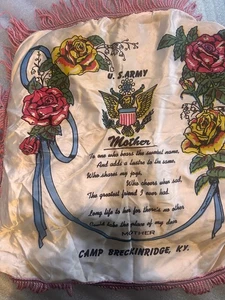 U.S. ARMY
Mother
To one who bears the sweetest name,
And adds a lustre to the same,
Who shares my joys,
Who cheers when sad,
The greatest friend I ever had.
Long life to her for there's no other
take the place of my dear
MOTHER
CAMP BRECKINRIDGE, KY.